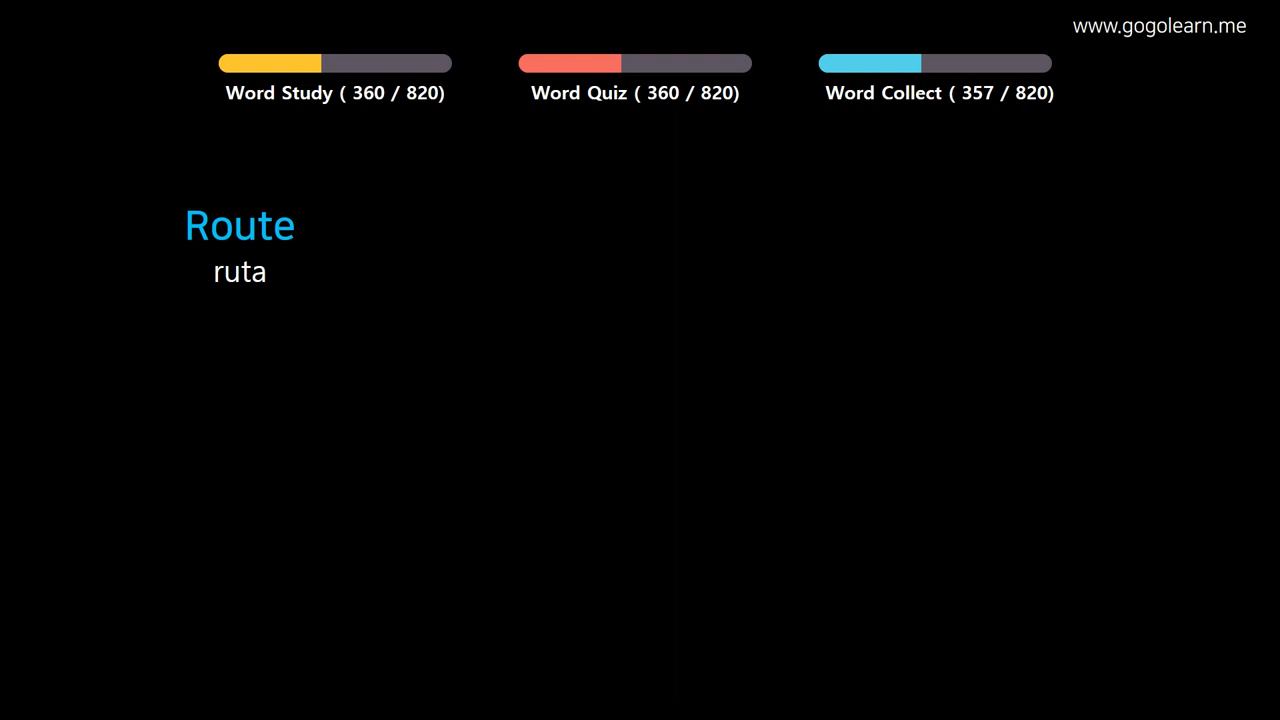 www.gogolearn.me
Word Study ( 360 / 820)
Word Quiz ( 360 / 820)
Word Collect ( 357 / 820)
Route
ruta